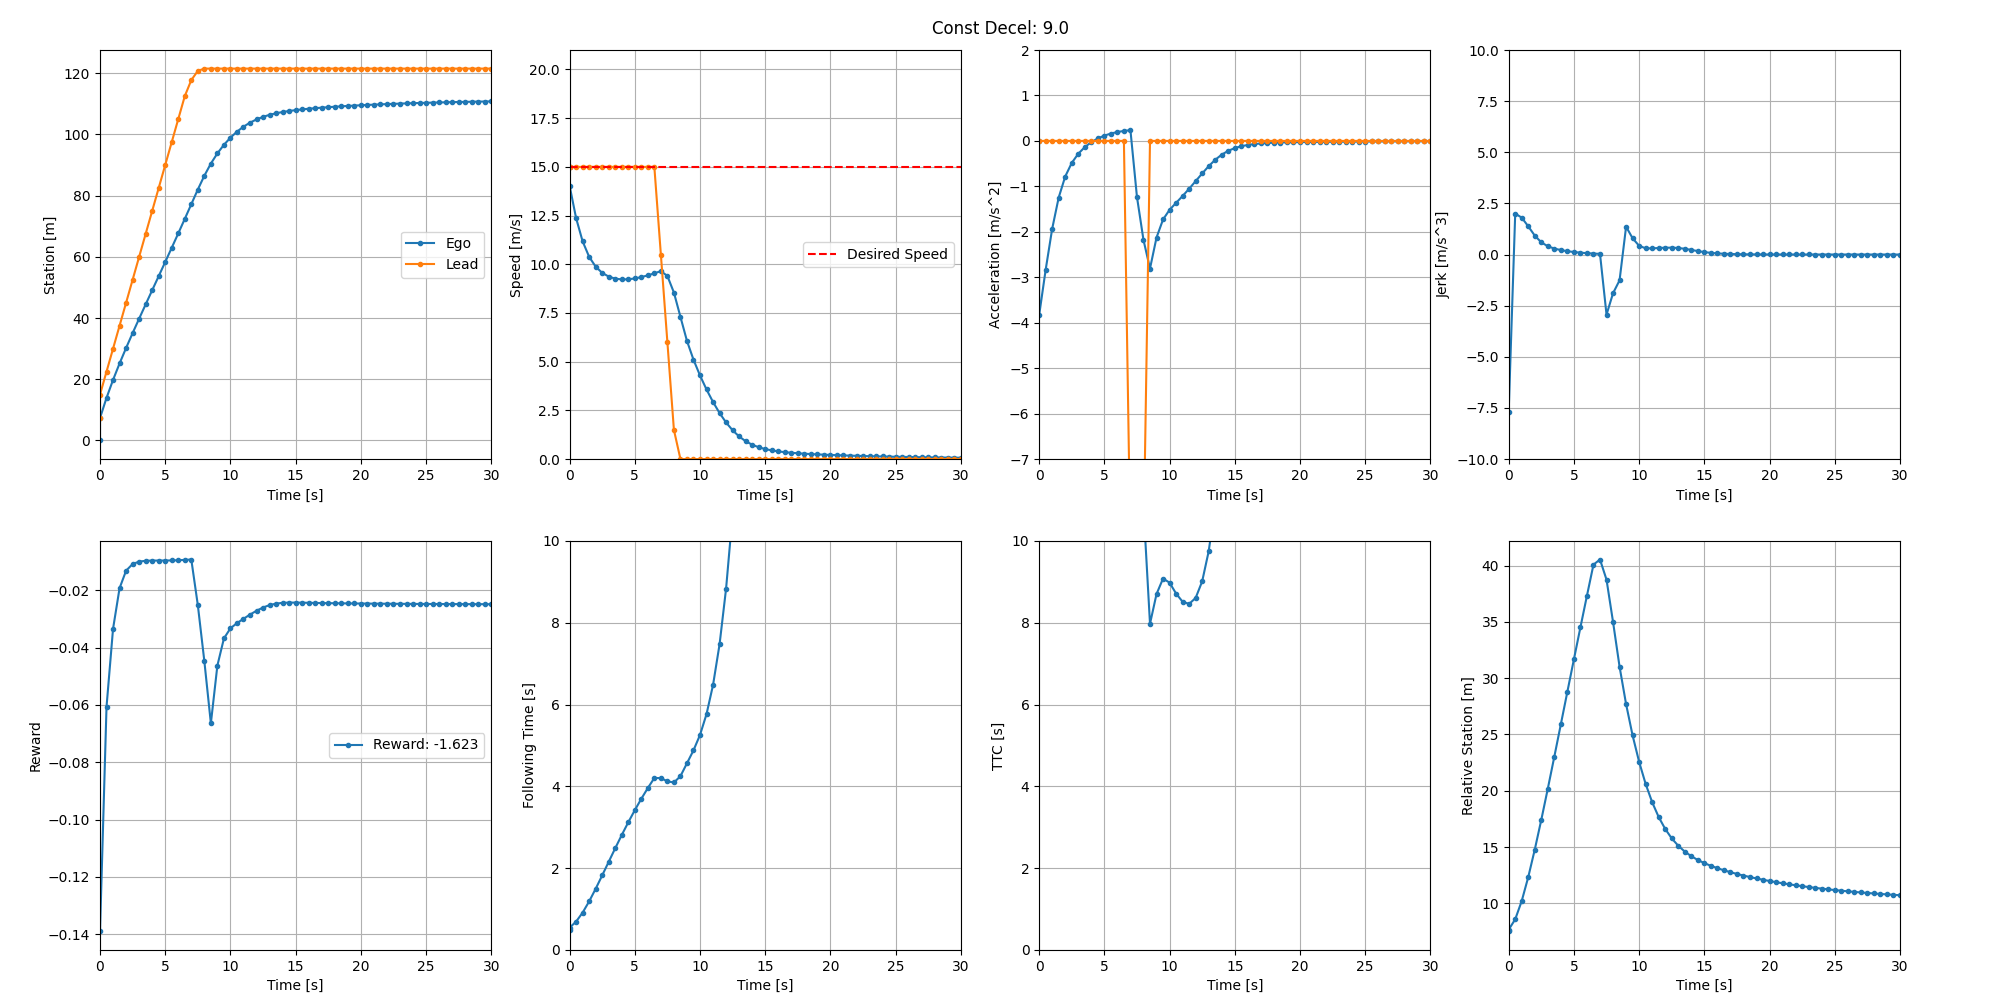 Const Decel: 9.0
120
100
80
60
40
20
0
Station [m]
Ego
Lead
0 5 10 15 20 25 30
Time [s]
20.0
17.5
15.0
12.5
10.0
7.5
5.0
2.5
0.0
Speed [m/s]
Desired Speed
0 5 10 15 20 25 30
Time [s]
2
1
0
−1
−2
−3
−4
−5
−6
−7
Acceleration [m/s^2]
0 5 10 15 20 25 30
Time [s]
10.0
7.5
5.0
2.5
0.0
−2.5
−5.0
−7.5
−10.0
Jerk [m/s^3]
0 5 10 15 20 25 30
Time [s]
−0.02
−0.04
−0.06
−0.08
−0.10
−0.12
−0.14
Reward
Reward: -1.623
0 5 10 15 20 25 30
Time [s]
10
8
6
4
2
0
Following Time [s]
0 5 10 15 20 25 30
Time [s]
10
8
6
4
2
0
TTC [s]
0 5 10 15 20 25 30
Time [s]
40
35
30
25
20
15
10
Relative Station [m]
0 5 10 15 20 25 30
Time [s]